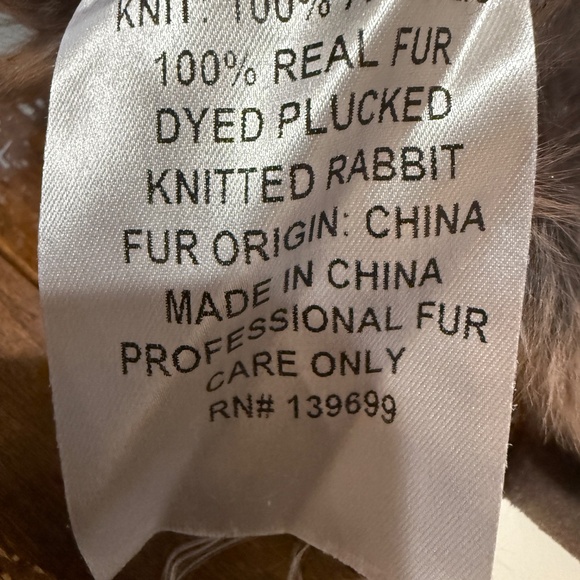 KNIT: 100%
100% REAL FUR
DYED PLUCKED
KNITTED RABBIT
FUR ORIGIN: CHINA
MADE IN CHINA
PROFESSIONAL FUR
CARE ONLY
RN# 139699